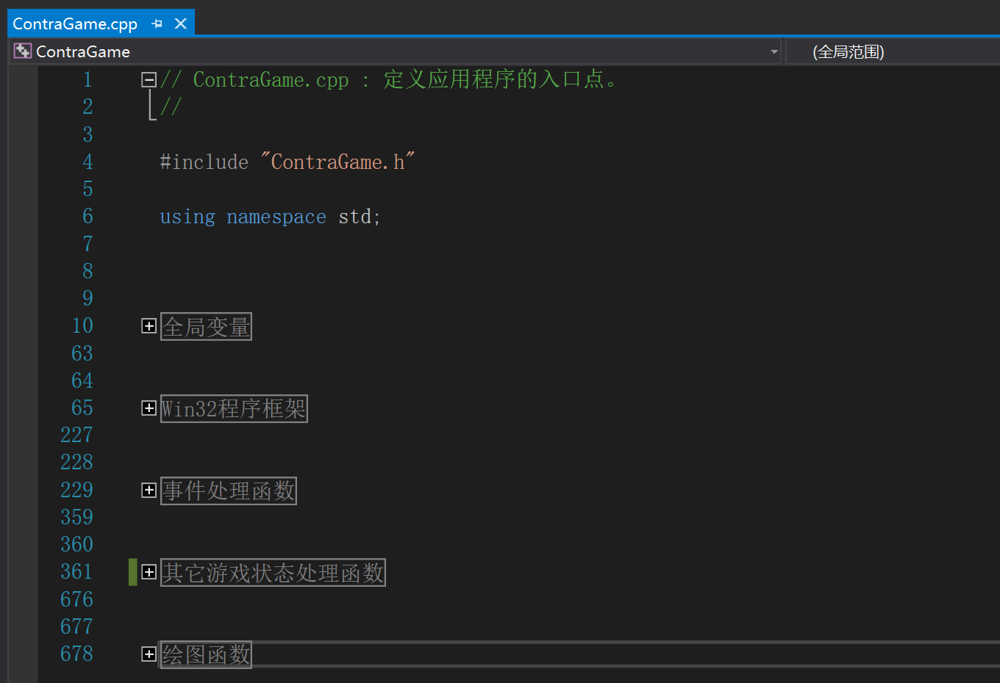 ContraGame.cpp
ContraGame (全局范围)
1 // ContraGame.cpp : 定义应用程序的入口点。
2 //
3
4 #include "ContraGame.h"
5
6 using namespace std;
7
8
9
10 全局变量
63
64
65 Win32程序框架
227
228
229 事件处理函数
359
360
361 其它游戏状态处理函数
676
677
678 绘图函数